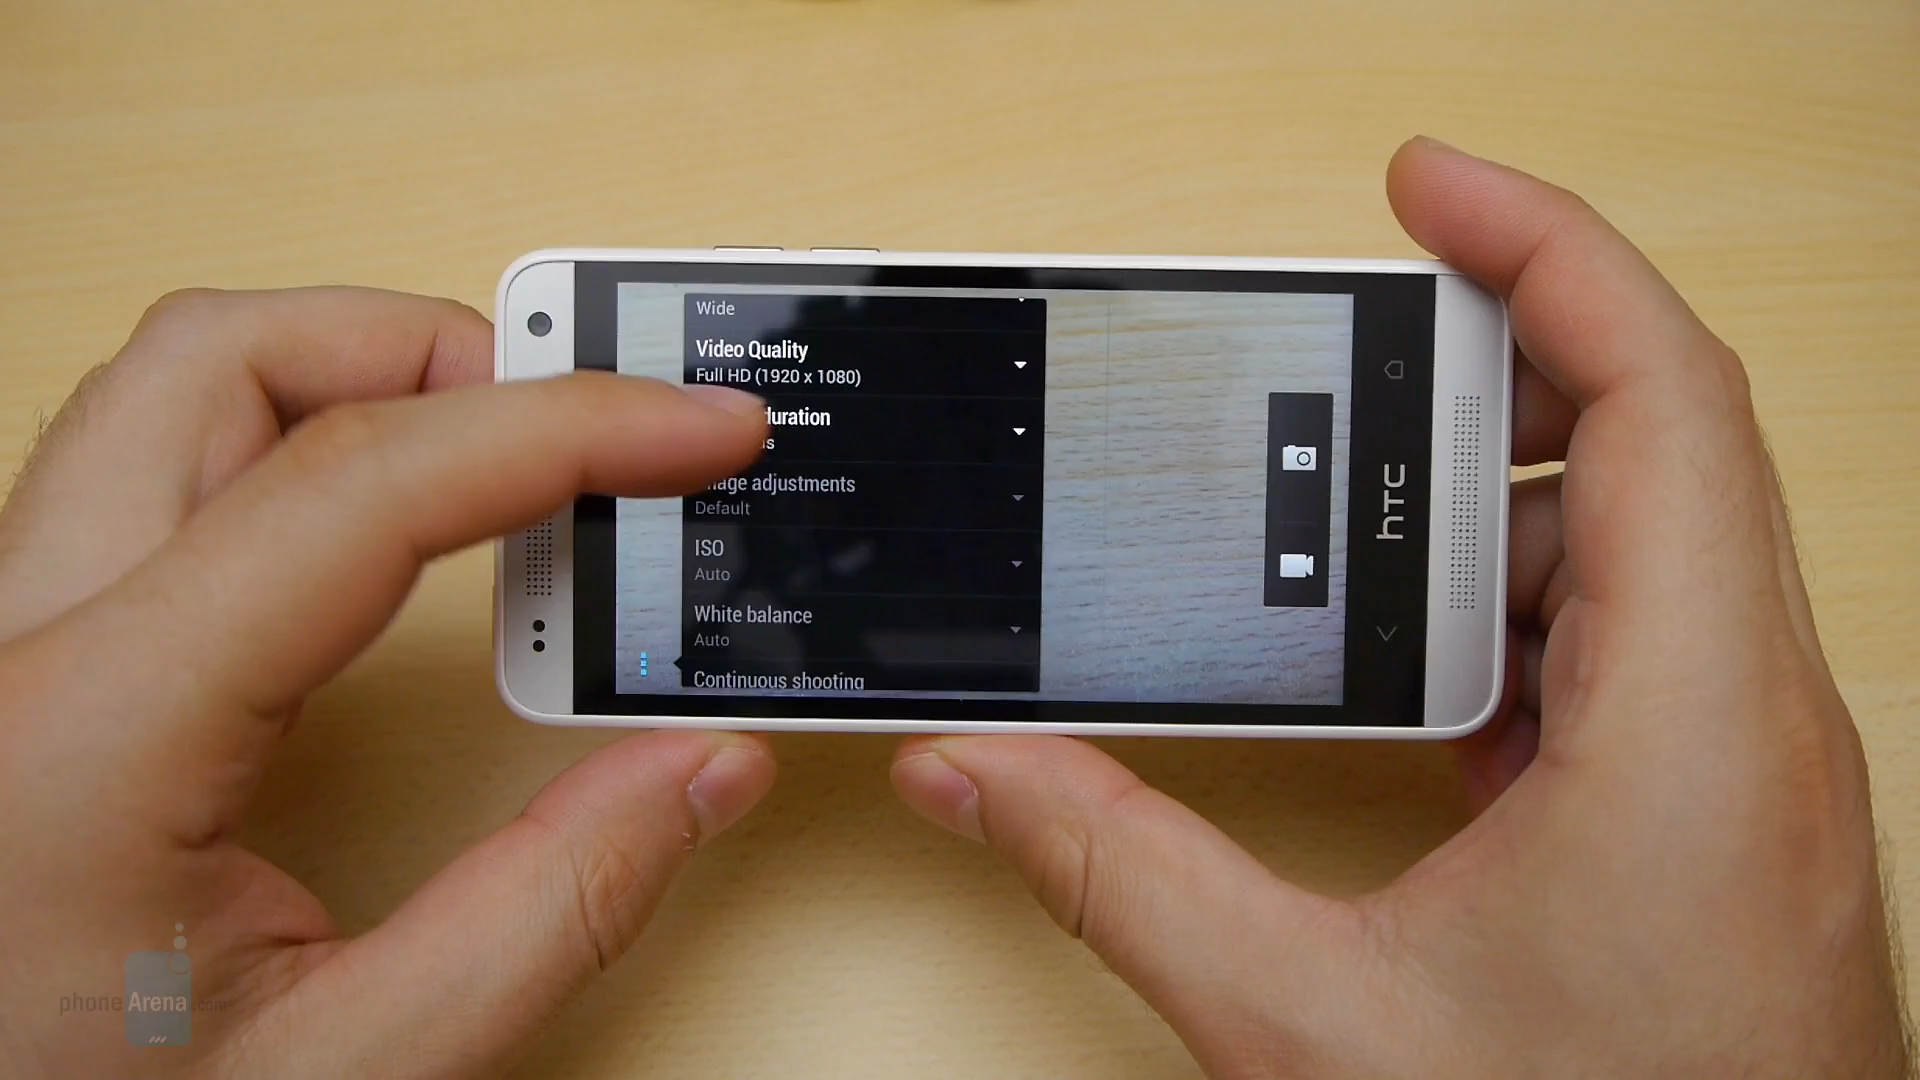 Wide
Video Quality
Full HD (1920 x 1080)
duration
adjustments
Default
ISO
Auto
White balance
Auto
Continuous shooting
hTC
phoneArena.com